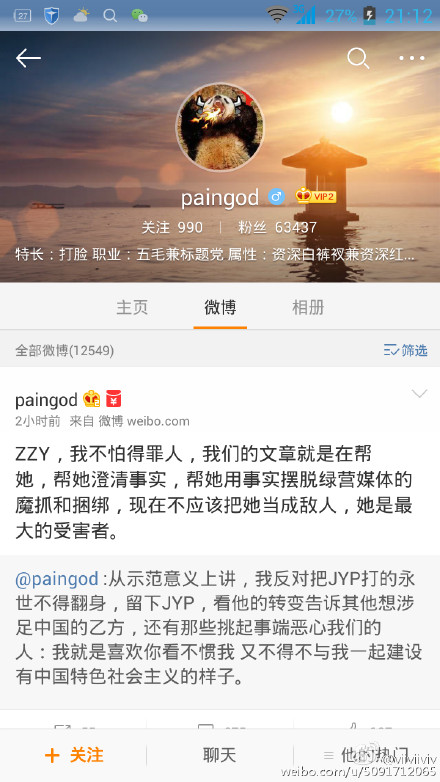 27
27% 21:12
paingod VIP2
关注 990 粉丝 63437
特长：打脸 职业：五毛兼标题党 属性：资深白裤衩兼资深红...
主页 微博 相册
全部微博(12549) 筛选
paingod
2小时前 来自 微博 weibo.com
ZZY，我不怕得罪人，我们的文章就是在帮
她，帮她澄清事实，帮她用事实摆脱绿营媒体的
魔抓和捆绑，现在不应该把她当成敌人，她是最
大的受害者。
@paingod :从示范意义上讲，我反对把JYP打的永
世不得翻身，留下JYP，看他的转变告诉其他想涉
足中国的乙方，还有那些挑起事端恶心我们的
人：我就是喜欢你看不惯我 又不得不与我一起建设
有中国特色社会主义的样子。
+ 关注 聊天 他的热门
weibo.com/u/5091712065